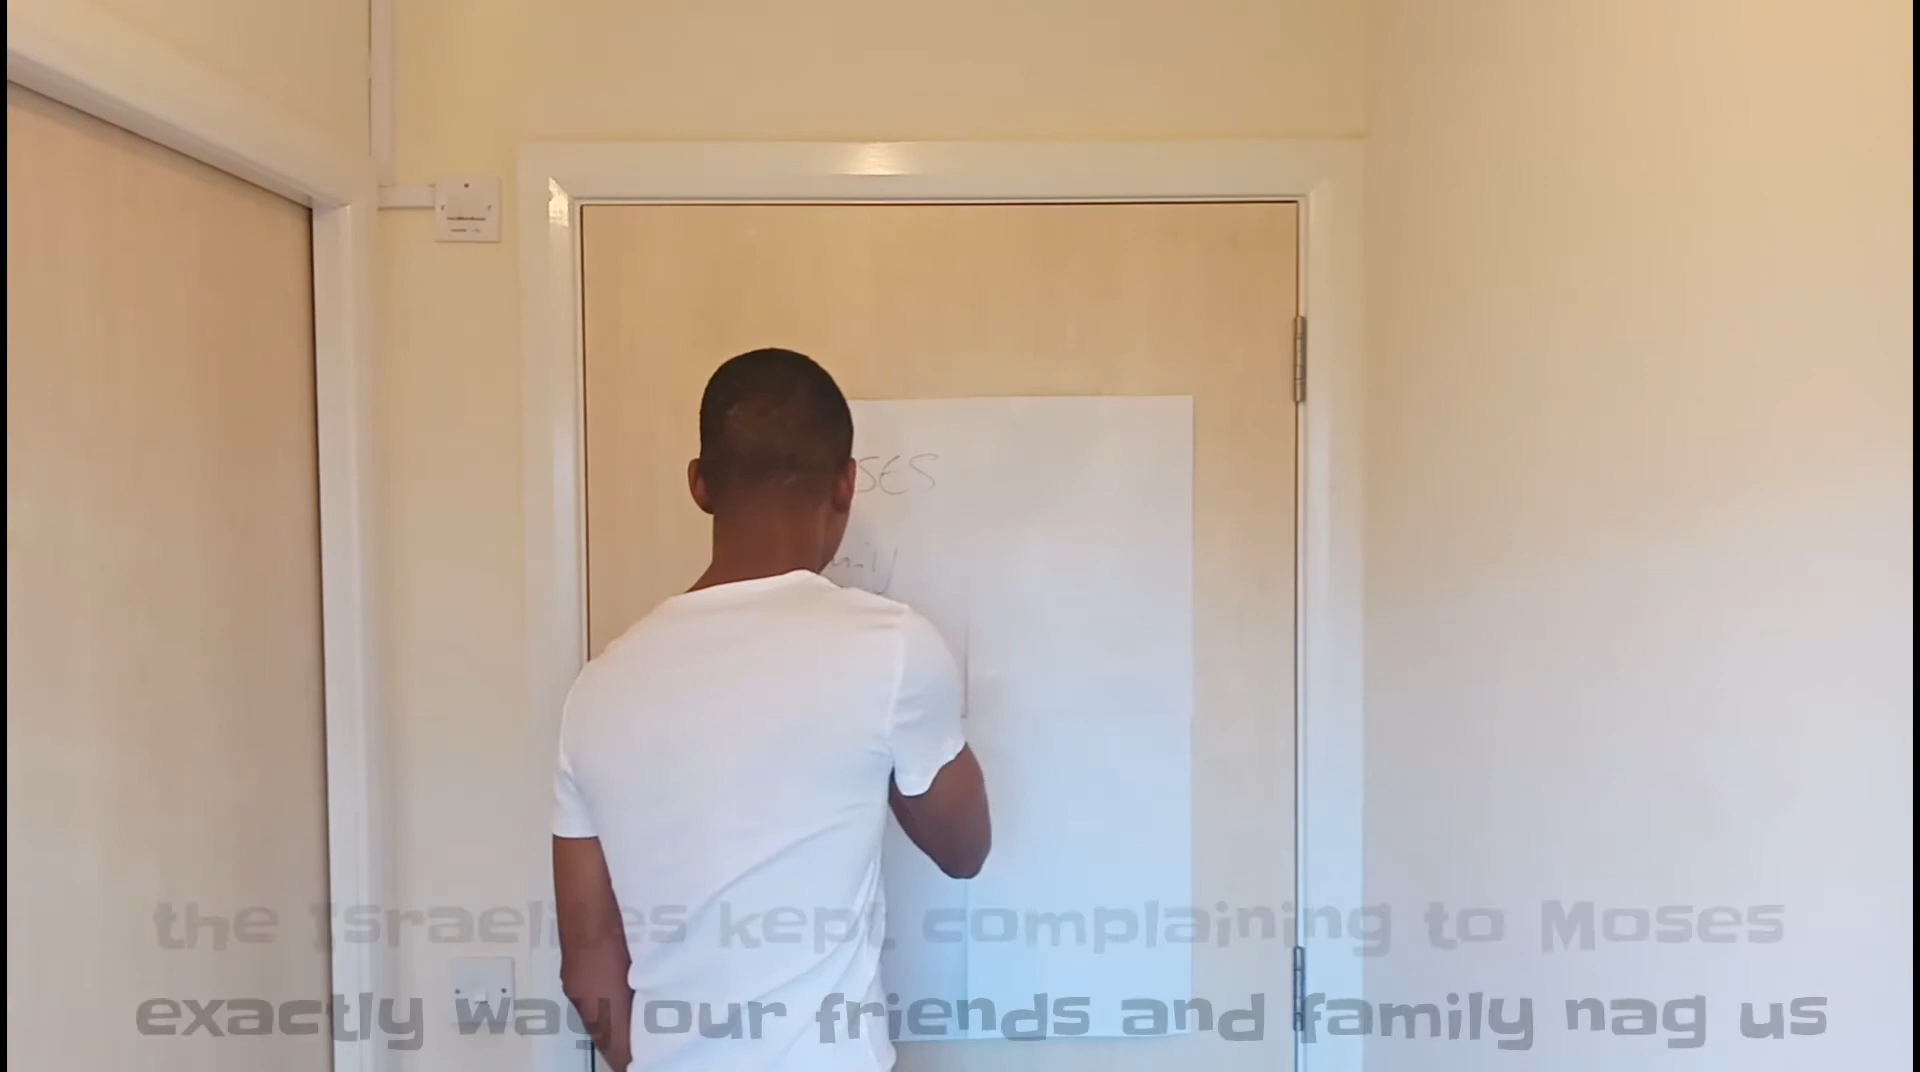 SES
the Israelites kept complaining to Moses
exactly way our friends and family nag us